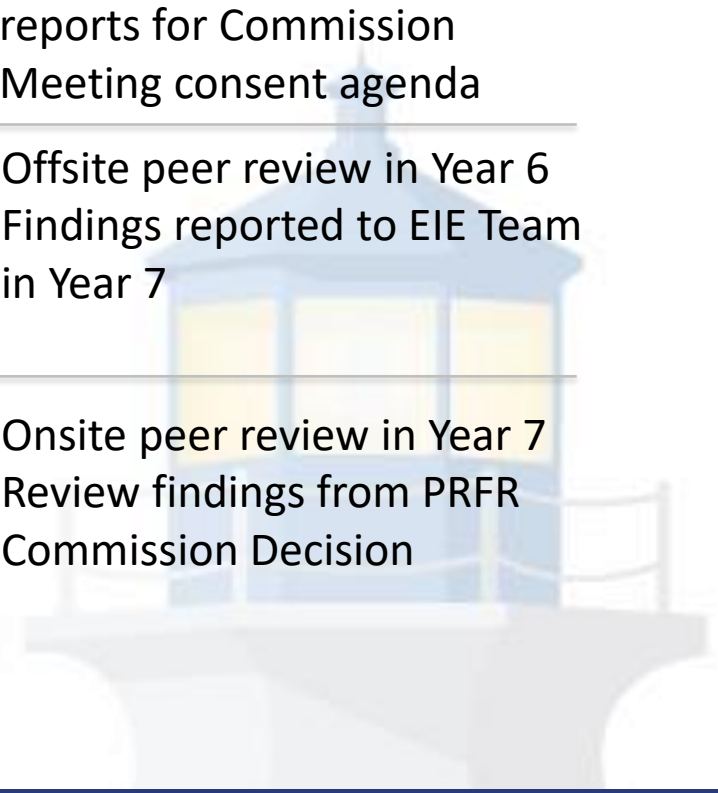 reports for Commission
Meeting consent agenda
Offsite peer review in Year 6
Findings reported to EIE Team
in Year 7
Onsite peer review in Year 7
Review findings from PRFR
Commission Decision